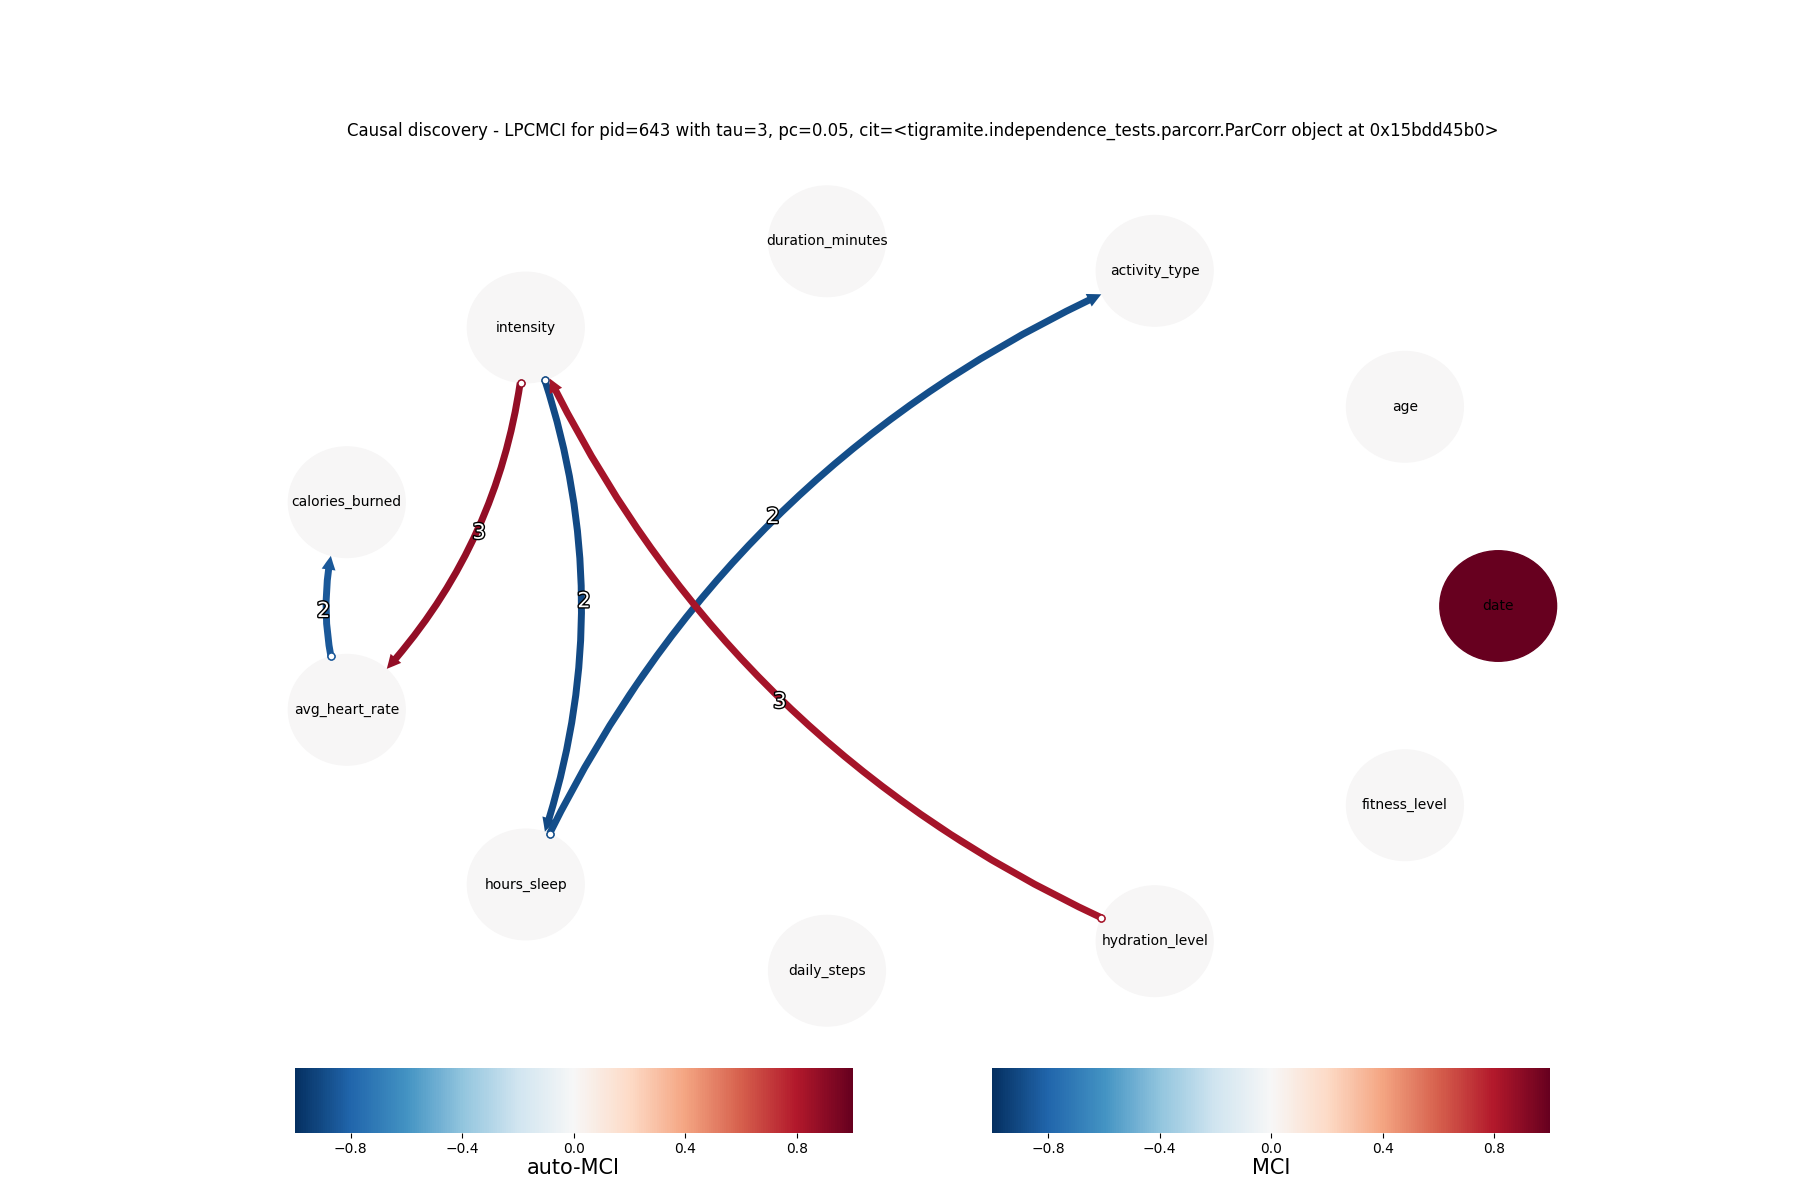 Causal discovery - LPCMCI for pid=643 with tau=3, pc=0.05, cit=<tigramite.independence_tests.parcorr.ParCorr object at 0x15bdd45b0>
duration_minutes
activity_type
intensity
age
calories_burned
2
3
2
date
2
avg_heart_rate
3
fitness_level
hours_sleep
hydration_level
daily_steps
−0.8 −0.4 0.0 0.4 0.8
auto-MCI
−0.8 −0.4 0.0 0.4 0.8
MCI